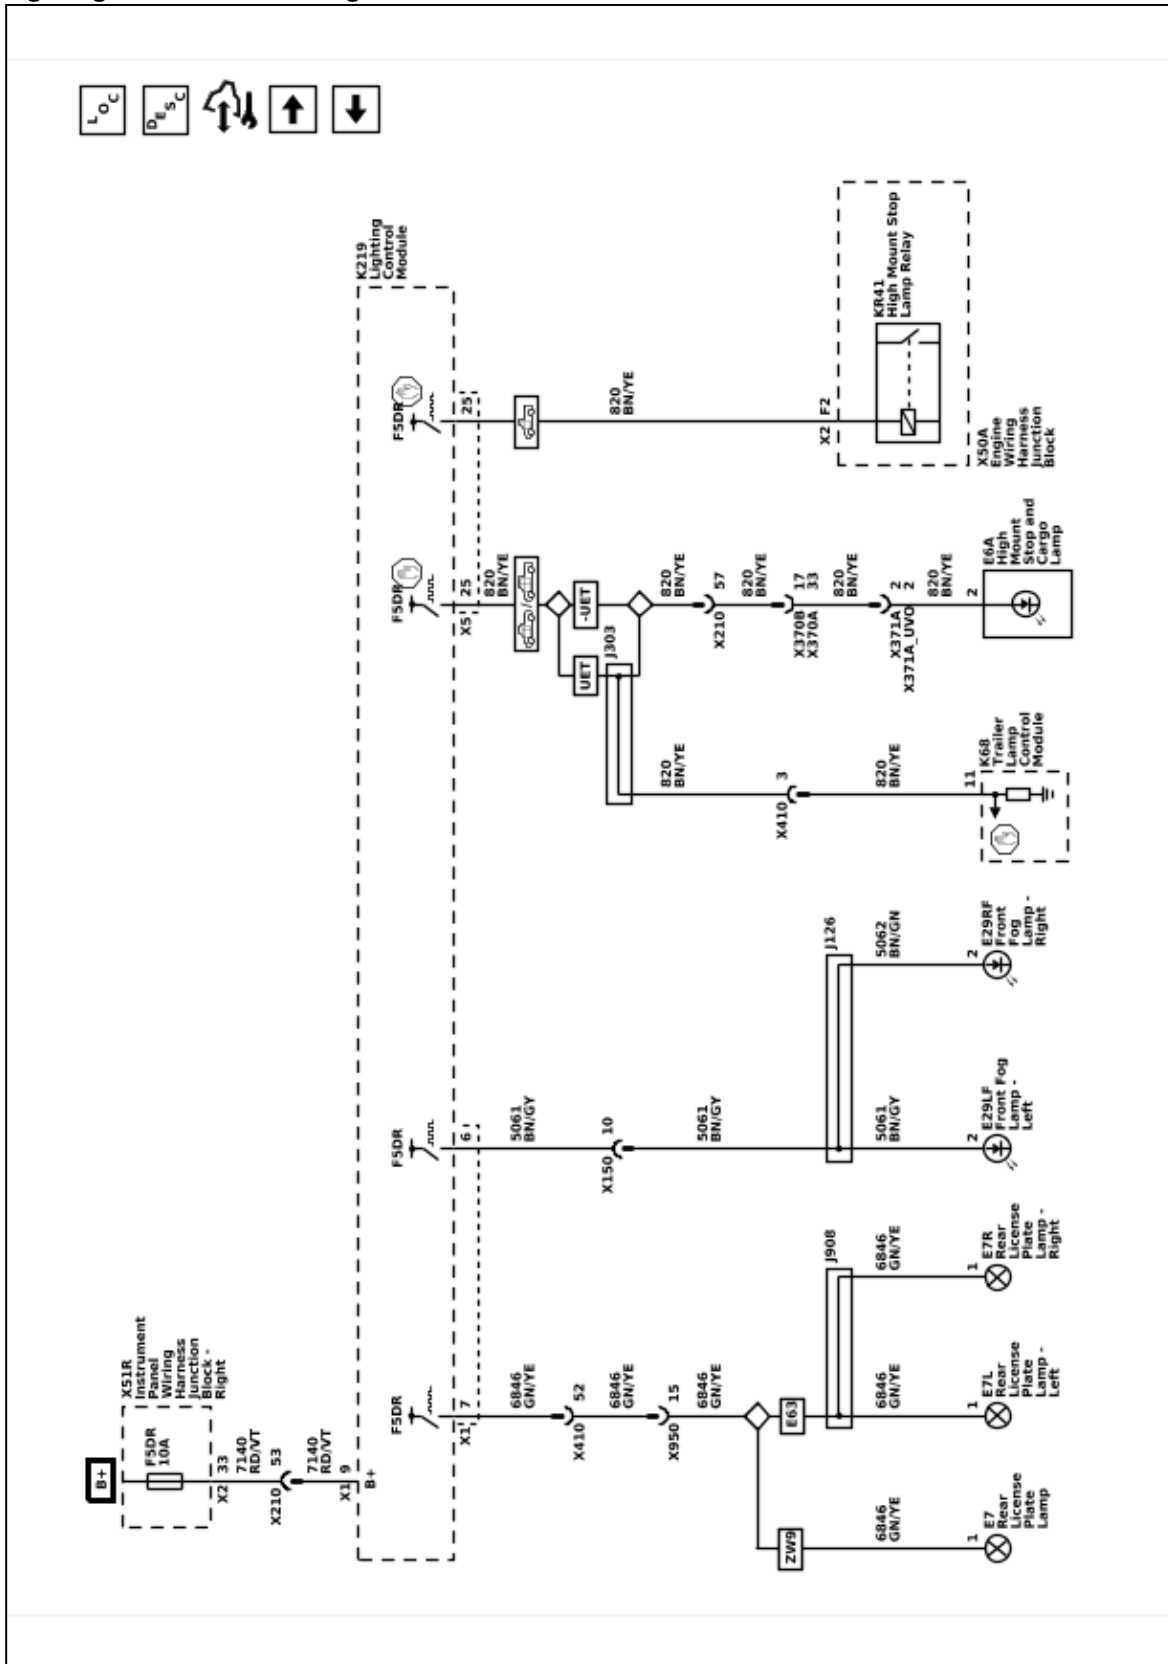 LOC
DESC
B+
X51R
Instrument
Panel
Wiring
Harness
Junction
Block -
Right
F5DR
10A
X2 33
7140
RD/VT
X210 53
7140
RD/VT
X1 9
B+
K219
Lighting
Control
Module
F5DR
X1 7
6846
GN/YE
X410 52
6846
GN/YE
X950 15
6846
GN/YE
ZW9
6846
GN/YE
1
E7
Rear
License
Plate
Lamp
E63
J908
6846
GN/YE
1
E7L
Rear
License
Plate
Lamp -
Left
6846
GN/YE
1
E7R
Rear
License
Plate
Lamp -
Right
F5DR
6
5061
BN/GY
X150 10
5061
BN/GY
J126
5061
BN/GY
2
E29LF
Front Fog
Lamp -
Left
5062
BN/GN
2
E29RF
Front
Fog
Lamp -
Right
F5DR
X5 25
820
BN/YE
UET
-UET
J303
820
BN/YE
X410 3
820
BN/YE
11
K68
Trailer
Lamp
Control
Module
820
BN/YE
X210 57
820
BN/YE
X370B 17
X370A 33
820
BN/YE
X371A 2
X371A_UVO 2
820
BN/YE
2
E6A
High
Mount
Stop and
Cargo
Lamp
F5DR
25
820
BN/YE
X2 F2
KR41
High Mount Stop
Lamp Relay
X50A
Engine
Wiring
Harness
Junction
Block